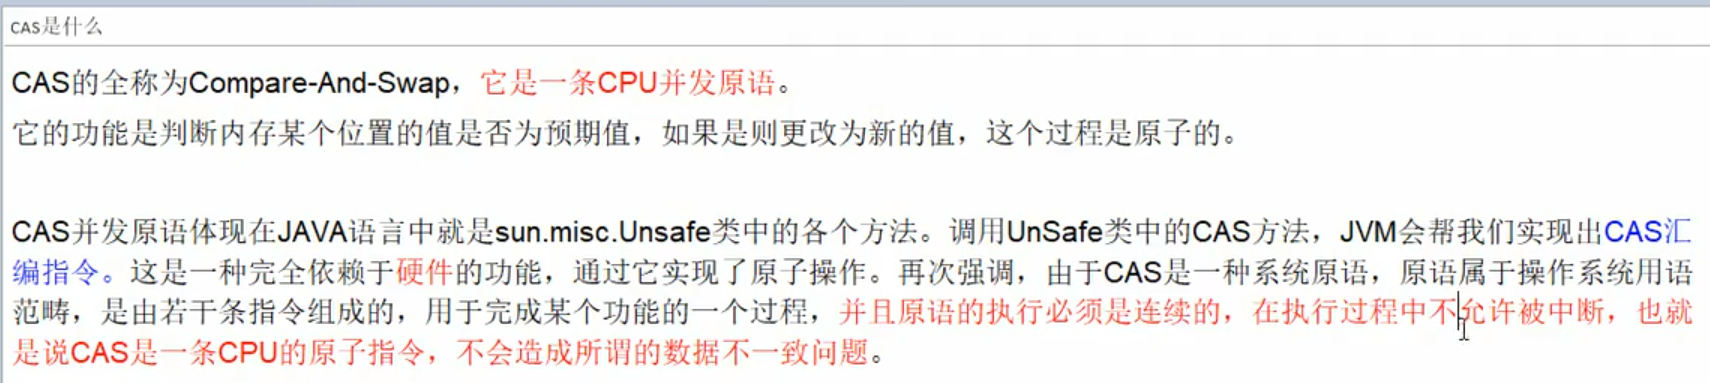 CAS是什么
CAS的全称为Compare-And-Swap，它是一条CPU并发原语。
它的功能是判断内存某个位置的值是否为预期值，如果是则更改为新的值，这个过程是原子的。
CAS并发原语体现在JAVA语言中就是sun.misc.Unsafe类中的各个方法。调用UnSafe类中的CAS方法，JVM会帮我们实现出CAS汇
编指令。这是一种完全依赖于硬件的功能，通过它实现了原子操作。再次强调，由于CAS是一种系统原语，原语属于操作系统用语
范畴，是由若干条指令组成的，用于完成某个功能的一个过程，并且原语的执行必须是连续的，在执行过程中不允许被中断，也就
是说CAS是一条CPU的原子指令，不会造成所谓的数据不一致问题。